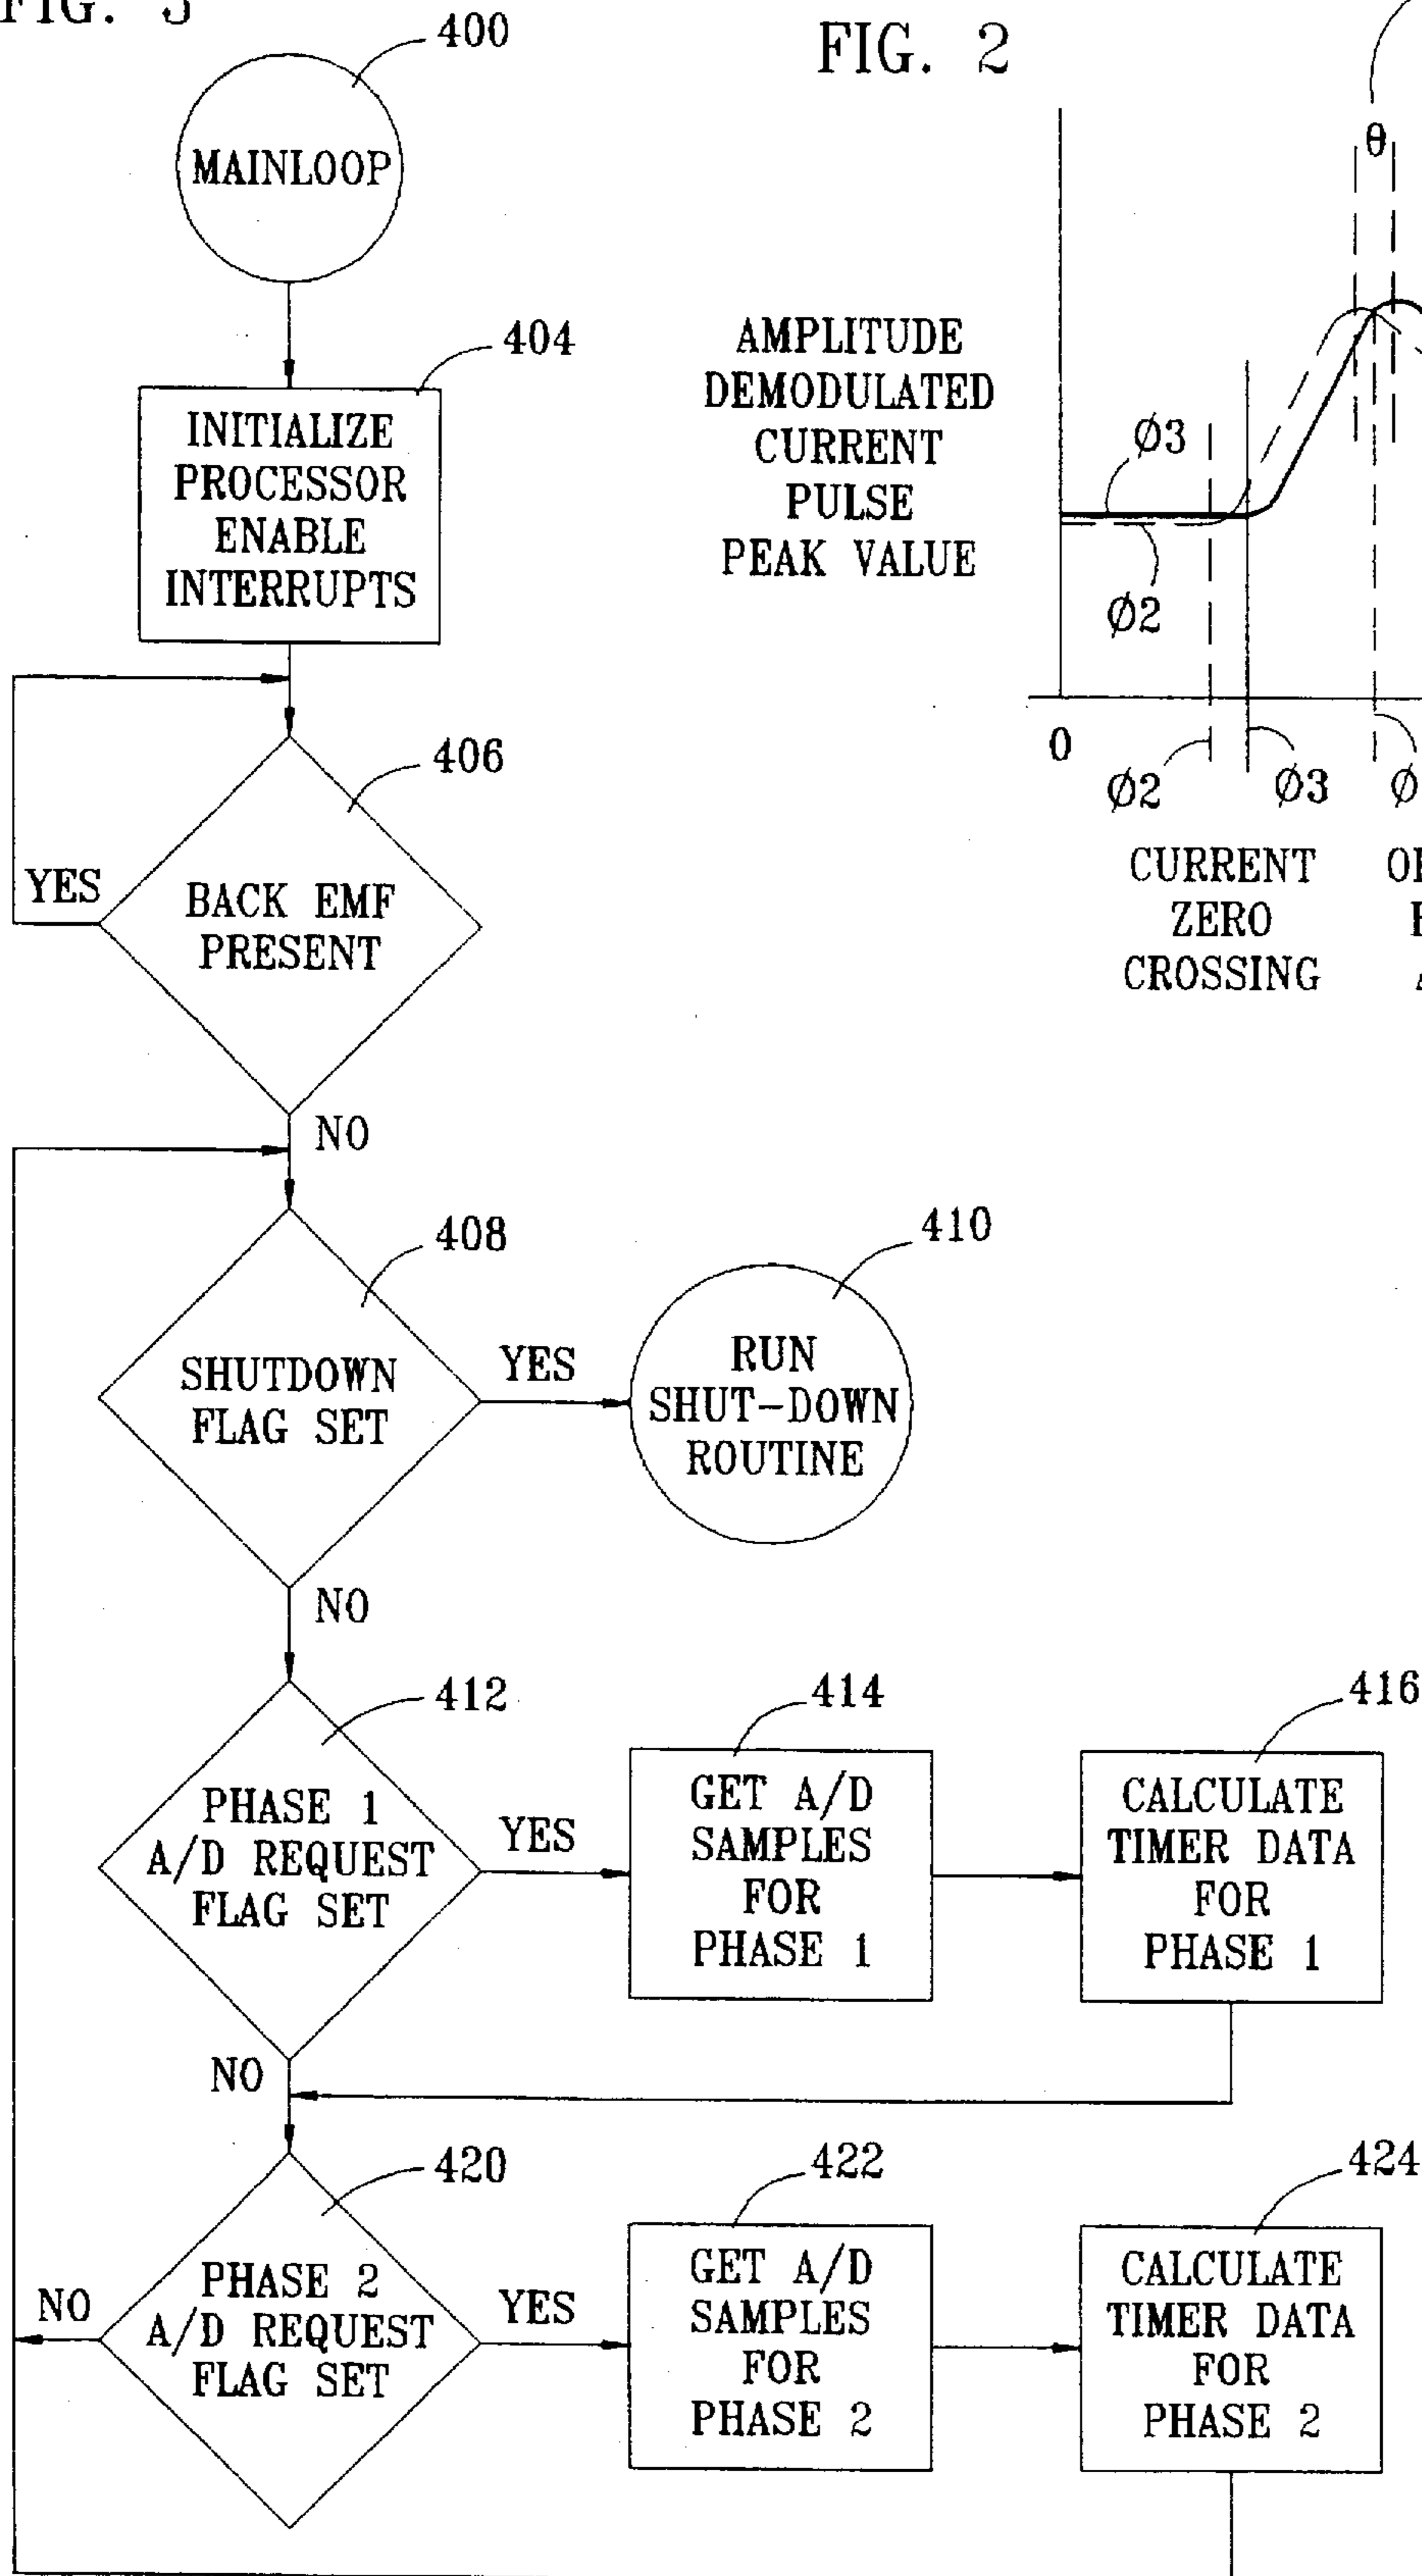 400
MAINLOOP
404
INITIALIZE
PROCESSOR
ENABLE
INTERRUPTS
406
YES
BACK EMF
PRESENT
NO
408
410
SHUTDOWN
FLAG SET
YES
RUN
SHUT-DOWN
ROUTINE
NO
412
414
416
PHASE 1
A/D REQUEST
FLAG SET
YES
GET A/D
SAMPLES
FOR
PHASE 1
CALCULATE
TIMER DATA
FOR
PHASE 1
NO
420
422
424
NO
PHASE 2
A/D REQUEST
FLAG SET
YES
GET A/D
SAMPLES
FOR
PHASE 2
CALCULATE
TIMER DATA
FOR
PHASE 2
FIG. 2
θ
AMPLITUDE
DEMODULATED
CURRENT
PULSE
PEAK VALUE
Ø3
Ø2
0
Ø2
Ø3
Ø
CURRENT
ZERO
CROSSING